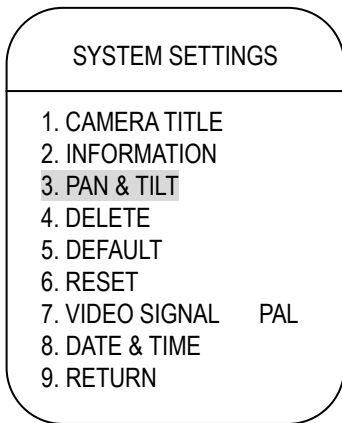 SYSTEM SETTINGS
1. CAMERA TITLE
2. INFORMATION
3. PAN & TILT
4. DELETE
5. DEFAULT
6. RESET
7. VIDEO SIGNAL PAL
8. DATE & TIME
9. RETURN